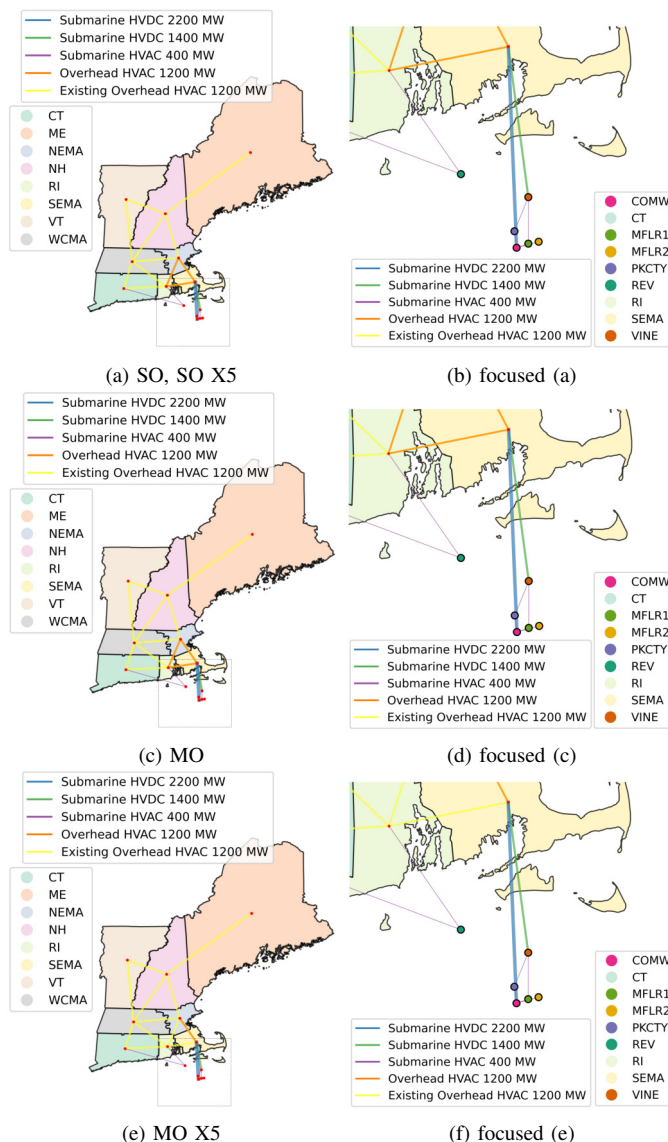 Submarine HVDC 2200 MW
Submarine HVDC 1400 MW
Submarine HVAC 400 MW
Overhead HVAC 1200 MW
Existing Overhead HVAC 1200 MW
CT
ME
NEMA
NH
RI
SEMA
VT
WCMA
(a) SO, SO X5
COMW
CT
MFLR1
MFLR2
PKCTY
REV
RI
SEMA
VINE
Submarine HVDC 2200 MW
Submarine HVDC 1400 MW
Submarine HVAC 400 MW
Overhead HVAC 1200 MW
Existing Overhead HVAC 1200 MW
(b) focused (a)
Submarine HVDC 2200 MW
Submarine HVDC 1400 MW
Submarine HVAC 400 MW
Overhead HVAC 1200 MW
Existing Overhead HVAC 1200 MW
CT
ME
NEMA
NH
RI
SEMA
VT
WCMA
(c) MO
COMW
CT
MFLR1
MFLR2
PKCTY
REV
RI
SEMA
VINE
Submarine HVDC 2200 MW
Submarine HVDC 1400 MW
Submarine HVAC 400 MW
Overhead HVAC 1200 MW
Existing Overhead HVAC 1200 MW
(d) focused (c)
Submarine HVDC 2200 MW
Submarine HVDC 1400 MW
Submarine HVAC 400 MW
Overhead HVAC 1200 MW
Existing Overhead HVAC 1200 MW
CT
ME
NEMA
NH
RI
SEMA
VT
WCMA
(e) MO X5
COMW
CT
MFLR1
MFLR2
PKCTY
REV
RI
SEMA
VINE
Submarine HVDC 2200 MW
Submarine HVDC 1400 MW
Submarine HVAC 400 MW
Overhead HVAC 1200 MW
Existing Overhead HVAC 1200 MW
(f) focused (e)